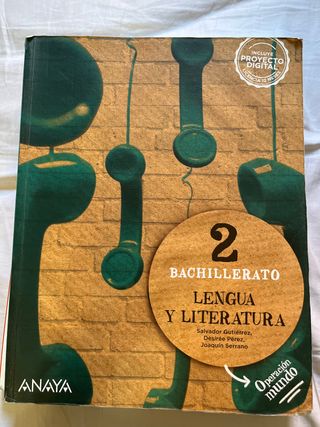 INCLUYE
PROYECTO
DIGITAL
2
BACHILLERATO
LENGUA
Y LITERATURA
Salvador Gutiérrez,
Desirée Pérez,
Joaquín Serrano
Operación
mundo
ANAYA